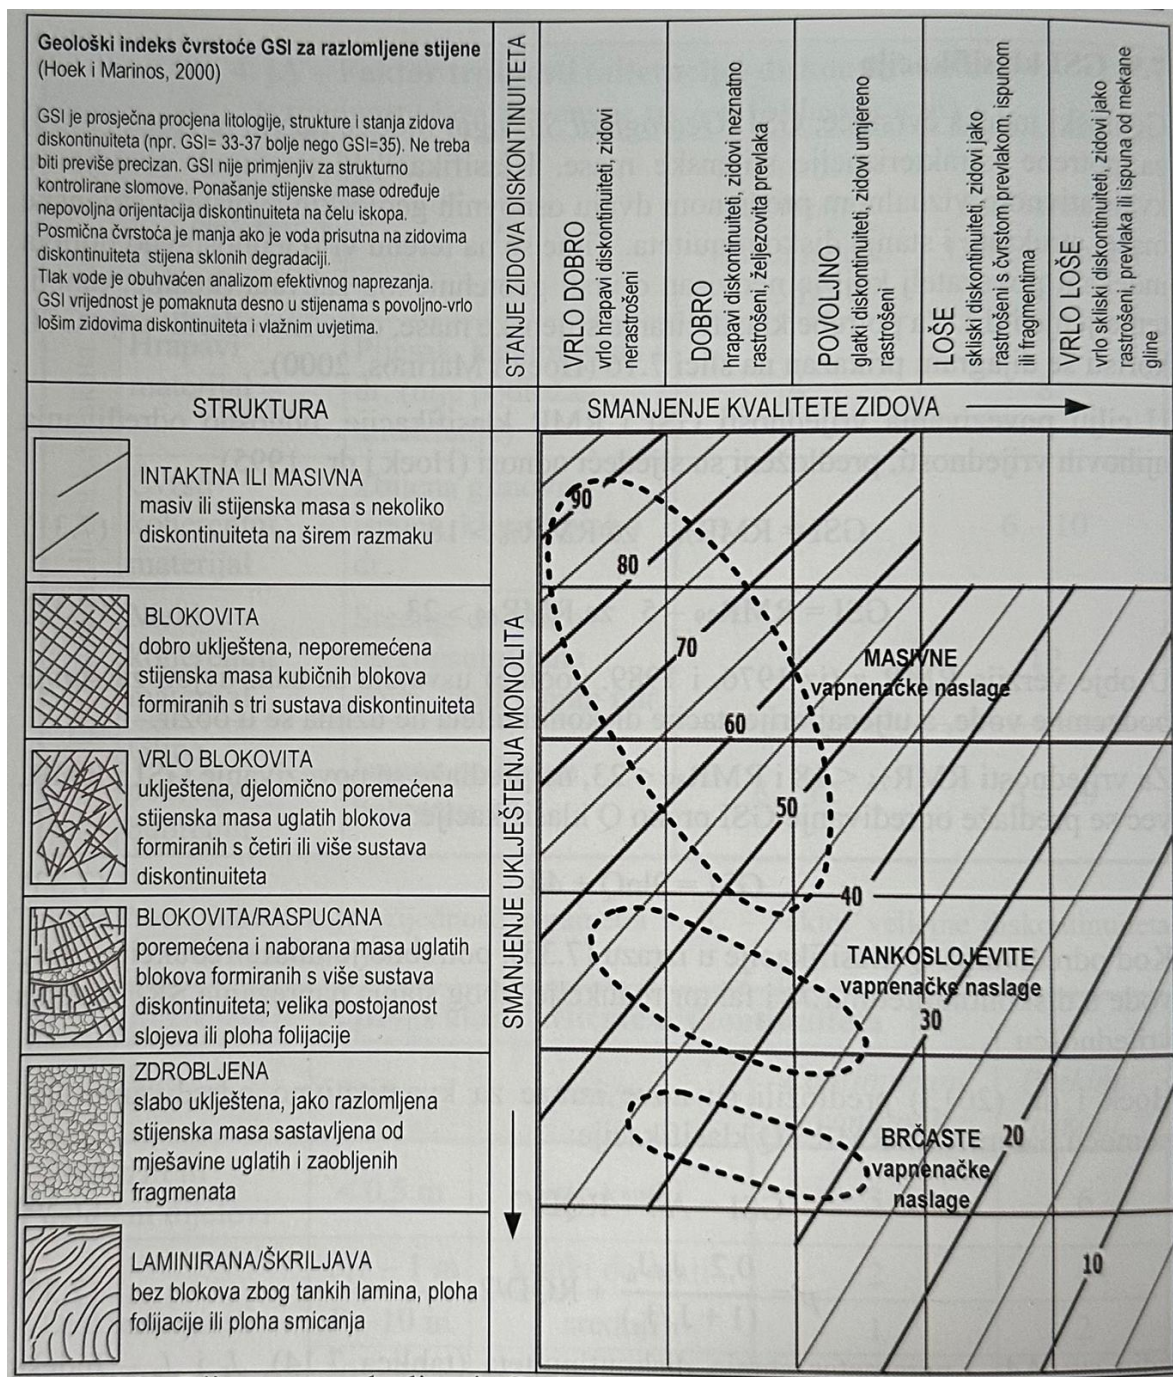 Geološki indeks čvrstoće GSI za razlomljene stijene
(Hoek i Marinos, 2000)
GSI je prosječna procjena litologije, strukture i stanja zidova
diskontinuiteta (npr. GSI= 33-37 bolje nego GSI=35). Ne treba
biti previše precizan. GSI nije primjenjiv za strukturno
kontrolirane slomove. Ponašanje stijenske mase određuje
nepovoljna orijentacija diskontinuiteta na čelu iskopa.
Posmična čvrstoća je manja ako je voda prisutna na zidovima
diskontinuiteta stijena sklonih degradaciji.
Tlak vode je obuhvaćen analizom efektivnog naprezanja.
GSI vrijednost je pomaknuta desno u stijenama s povoljno-vrlo
lošim zidovima diskontinuiteta i vlažnim uvjetima.
STANJE ZIDOVA DISKONTINUITETA
VRLO DOBRO
vrlo hrapavi diskontinuiteti, zidovi
nerastrošeni
DOBRO
hrapavi diskontinuiteti, zidovi neznatno
rastrošeni, željezovita prevlaka
POVOLJNO
glatki diskontinuiteti, zidovi umjereno
rastrošeni
LOŠE
skliski diskontinuiteti, zidovi jako
rastrošeni s čvrstom prevlakom ispunom
ili fragmentima
VRLO LOŠE
vrlo skliski diskontinuiteti, zidovi jako
rastrošeni, prevlaka ili ispuna od mekane
gline
STRUKTURA
SMANJENJE KVALITETE ZIDOVA
SMANJENJE UKLJEŠTENJA MONOLITA
INTAKTNA ILI MASIVNA
masiv ili stijenska masa s nekoliko
diskontinuiteta na širem razmaku
BLOKOVITA
dobro uklještena, neporemećena
stijenska masa kubičnih blokova
formiranih s tri sustava diskontinuiteta
VRLO BLOKOVITA
uklještena, djelomično poremećena
stijenska masa uglatih blokova
formiranih s četiri ili više sustava
diskontinuiteta
BLOKOVITA/RASPUCANA
poremećena i naborana masa uglatih
blokova formiranih s više sustava
diskontinuiteta; velika postojanost
slojeva ili ploha folijacije
ZDROBLJENA
slabo uklještena, jako razlomljena
stijenska masa sastavljena od
mješavine uglatih i zaobljenih
fragmenata
LAMINIRANA/ŠKRILJAVA
bez blokova zbog tankih lamina, ploha
folijacije ili ploha smicanja
90
80
70
MASIVNE
vapnenačke naslage
60
50
40
TANKOSLOJEVITE
vapnenačke naslage
30
20
BRČASTE
vapnenačke
naslage
10